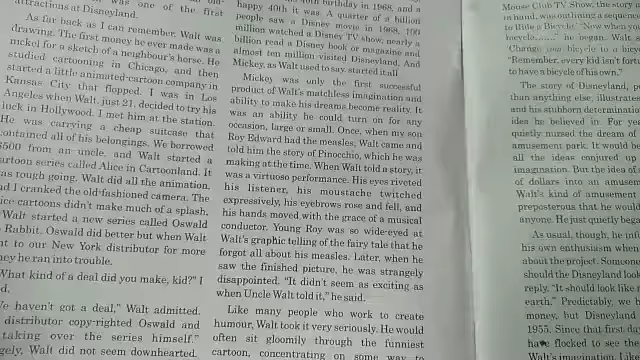 was one of the first
attractions at Disneyland.
As far back as I can remember, Walt was
drawing. The first money he ever made was a
nickel for a sketch of a neighbour's horse. He
studied cartooning in Chicago, and then
started a little animated-cartoon company in
Kansas City that flopped. I was in Los
Angeles when Walt, just 21, decided to try his
luck in Hollywood. I met him at the station.
He was carrying a cheap suitcase that
contained all of his belongings. We borrowed
$500 from an uncle, and Walt started a
cartoon series called Alice in Cartoonland. It
was tough going. Walt did all the animation,
and I cranked the old-fashioned camera. The
ice cartoons didn't make much of a splash.
Walt started a new series called Oswald
Rabbit. Oswald did better but when Walt
nt to our New York distributor for more
ney he ran into trouble.
What kind of a deal did you make, kid?" I
d.
We haven't got a deal," Walt admitted.
distributor copy-righted Oswald and
taking over the series himself."
gely, Walt did not seem downhearted.
40th birthday in 1968, and a
happy 40th it was. A quarter of a billion
people saw a Disney movie in 1968, 100
million watched a Disney TV show, nearly a
billion read a Disney book or magazine and
almost ten million visited Disneyland. And
Mickey, as Walt used to say, started it all
Mickey was only the first successful
product of Walt's matchless imagination and
ability to make his dreams become reality. It
was an ability he could turn on for any
occasion, large or small. Once, when my son
Roy Edward had the measles, Walt came and
told him the story of Pinocchio, which he was
making at the time. When Walt told a story, it
was a virtuoso performance. His eyes riveted
his listener, his moustache twitched
expressively, his eyebrows rose and fell, and
his hands moved with the grace of a musical
conductor. Young Roy was so wide-eyed at
Walt's graphic telling of the fairy tale that he
forgot all about his measles. Later, when he
saw the finished picture, he was strangely
disappointed. "It didn't seem as exciting as
when Uncle Walt told it," he said.
Like many people who work to create
humour, Walt took it very seriously. He would
often sit gloomily through the funniest
cartoon, concentrating on some way to
Mouse Club TV Show, the story
in hand, was outlining a sequence
to Ride a Bicycle." "Now when you
bicycle......." he began. Walt
Change your bicycle to a bicy
"Remember, every kid isn't fortu
to have a bicycle of his own."
The story of Disneyland, p
than anything else, illustra
and his stubborn determination
idea he believed in. For yea
quietly nursed the dream of
amusement park. It would be
all the ideas conjured up
imagination. But the idea of
of dollars into an amusem
Walt's kind of amusement
preposterous that he would
anyone. He just quietly bega
As usual, though, he infe
his own enthusiasm when
about the project. Someone
should the Disneyland look
reply, "It should look like
earth." Predictably, we
money, but Disneyland
1955. Since that first day
have flocked to see the
Walt's imagination. Like